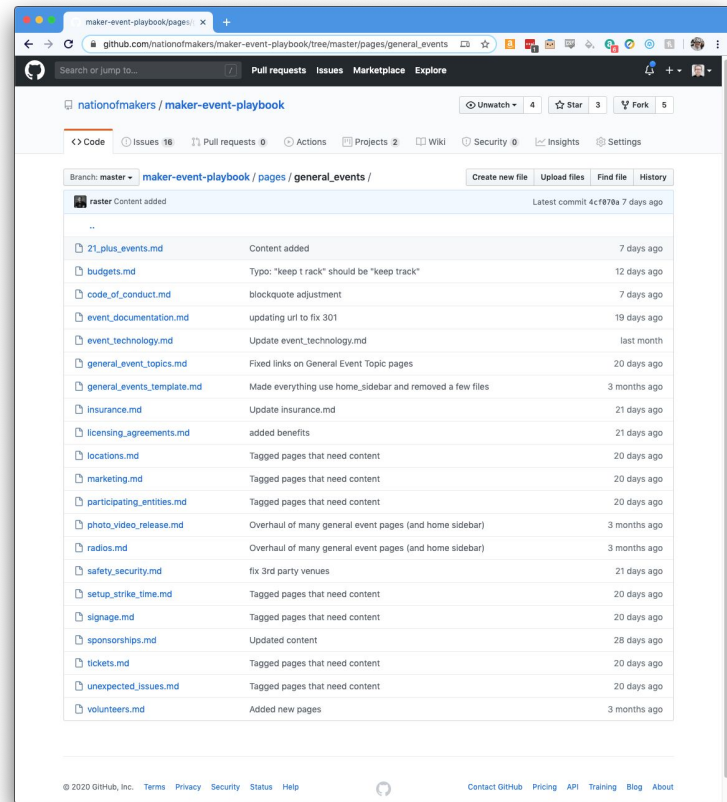 maker-event-playbook/pages/
github.com/nationofmakers/maker-event-playbook/tree/master/pages/general_events
Search or jump to... / Pull requests Issues Marketplace Explore
nationofmakers / maker-event-playbook Unwatch 4 Star 3 Fork 5
Code Issues 16 Pull requests 0 Actions Projects 2 Wiki Security 0 Insights Settings
Branch: master maker-event-playbook / pages / general_events / Create new file Upload files Find file History
raster Content added Latest commit 4cf070a 7 days ago
..
21_plus_events.md Content added 7 days ago
budgets.md Typo: "keep t rack" should be "keep track" 12 days ago
code_of_conduct.md blockquote adjustment 7 days ago
event_documentation.md updating url to fix 301 19 days ago
event_technology.md Update event_technology.md last month
general_event_topics.md Fixed links on General Event Topic pages 20 days ago
general_events_template.md Made everything use home_sidebar and removed a few files 3 months ago
insurance.md Update insurance.md 21 days ago
licensing_agreements.md added benefits 21 days ago
locations.md Tagged pages that need content 20 days ago
marketing.md Tagged pages that need content 20 days ago
participating_entities.md Tagged pages that need content 20 days ago
photo_video_release.md Overhaul of many general event pages (and home sidebar) 3 months ago
radios.md Overhaul of many general event pages (and home sidebar) 3 months ago
safety_security.md fix 3rd party venues 21 days ago
setup_strike_time.md Tagged pages that need content 20 days ago
signage.md Tagged pages that need content 20 days ago
sponsorships.md Updated content 28 days ago
tickets.md Tagged pages that need content 20 days ago
unexpected_issues.md Tagged pages that need content 20 days ago
volunteers.md Added new pages 3 months ago
© 2020 GitHub, Inc. Terms Privacy Security Status Help Contact GitHub Pricing API Training Blog About